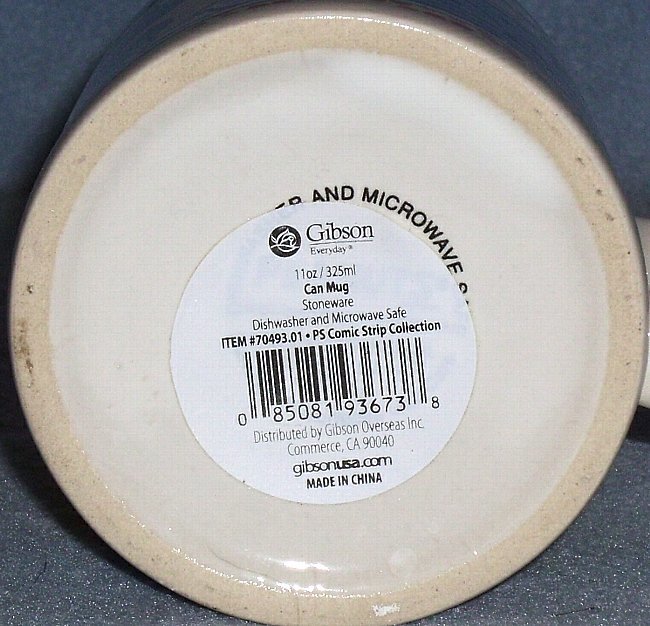 AND MICROWAVE
Gibson
Everyday®
11oz / 325ml
Can Mug
Stoneware
Dishwasher and Microwave Safe
ITEM #70493.01 • PS Comic Strip Collection
0 85081 93673 8
Distributed by Gibson Overseas Inc.
Commerce, CA 90040
gibsonusa.com
MADE IN CHINA